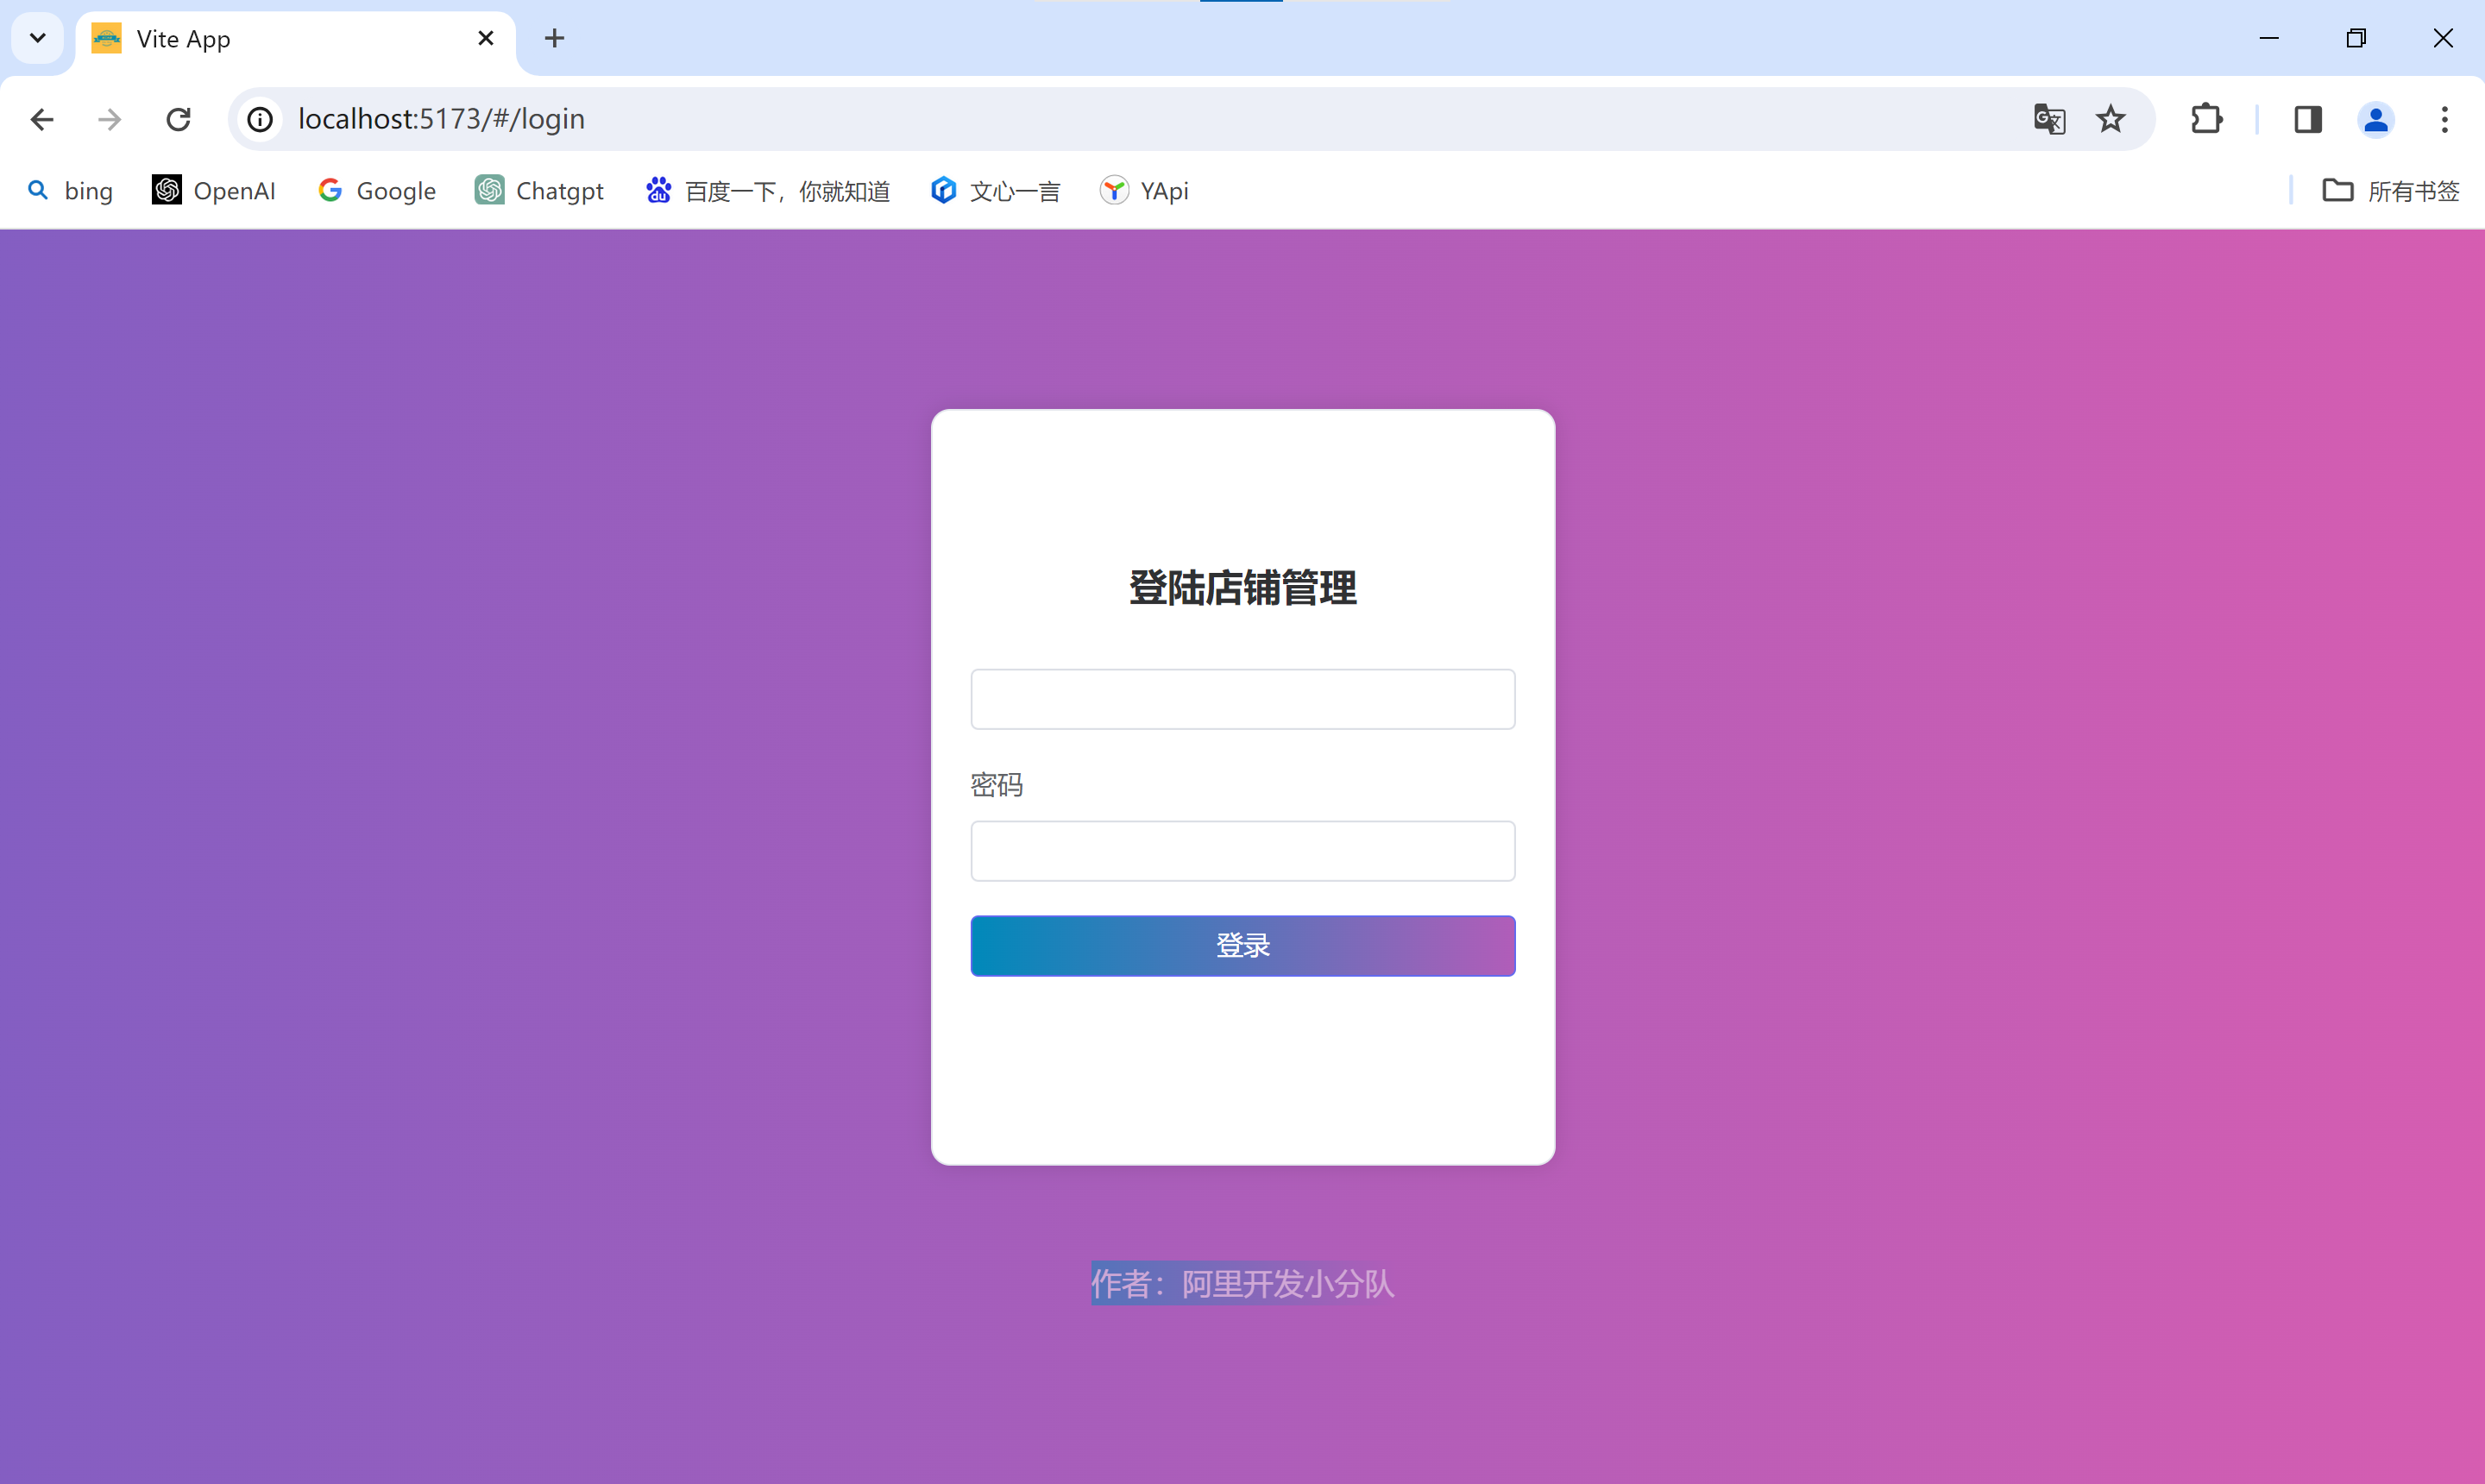 Vite App
localhost:5173/#/login
bing OpenAI Google Chatgpt 百度一下，你就知道 文心一言 YApi 所有书签
登陆店铺管理
密码
登录
作者：阿里开发小分队